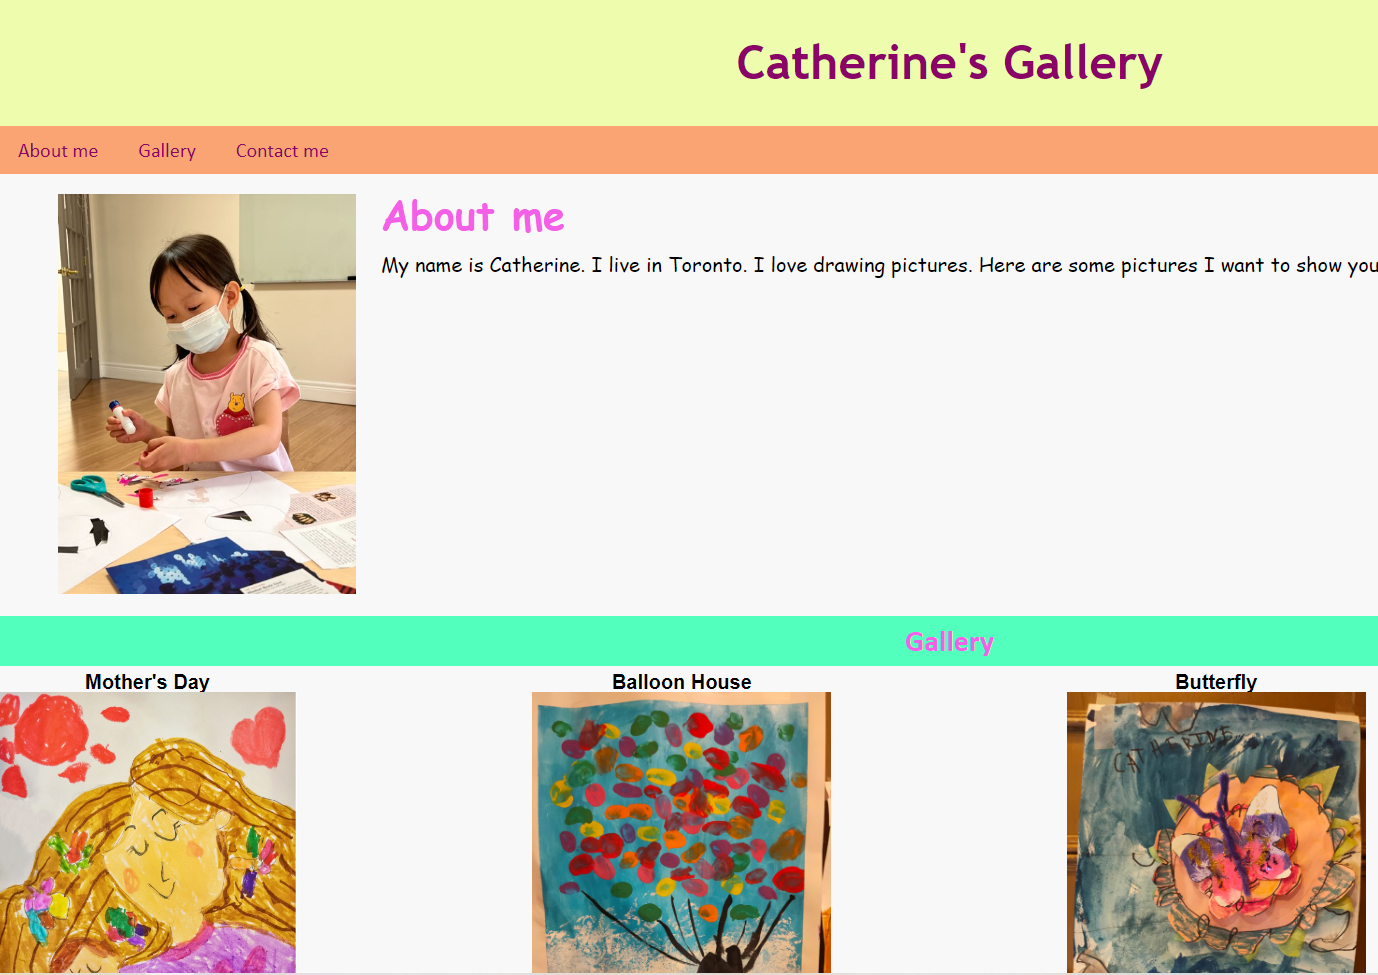 Catherine's Gallery
About me
Gallery
Contact me
About me
My name is Catherine. I live in Toronto. I love drawing pictures. Here are some pictures I want to show you
Gallery
Mother's Day
Balloon House
Butterfly
CATHERINE